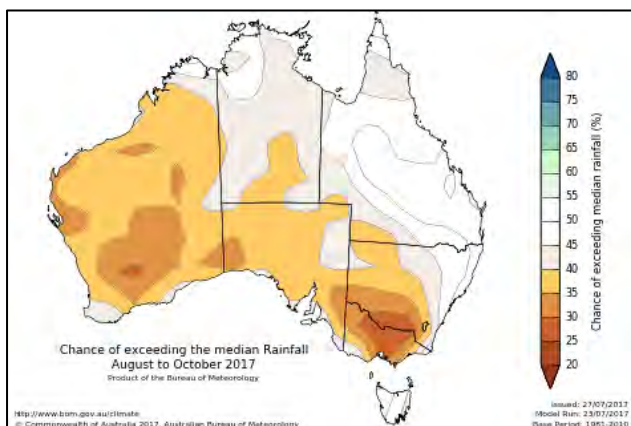 80
75
70
65
60
55
50
45
40
35
30
25
20
Chance of exceeding median rainfall (%)
Chance of exceeding the median Rainfall
August to October 2017
Product of the Bureau of Meteorology
http://www.bom.gov.au/climate
© Commonwealth of Australia 2017, Australian Bureau of Meteorology
Issued: 27/07/2017
Model Run: 23/07/2017
Base Period: 1981-2010